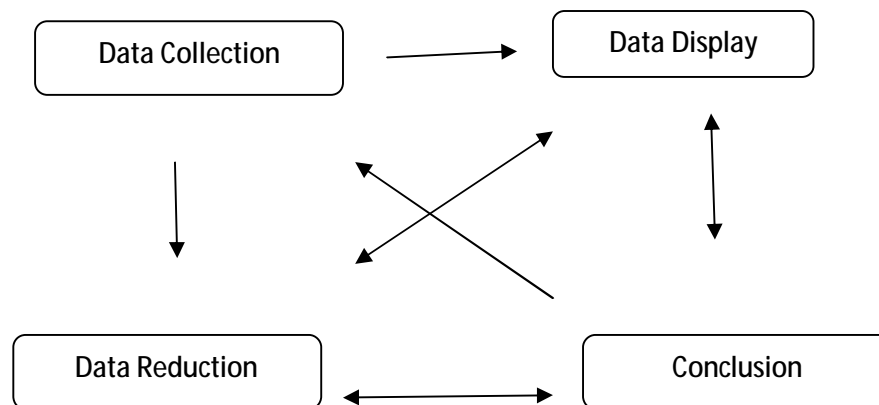 Data Collection
Data Display
Data Reduction
Conclusion